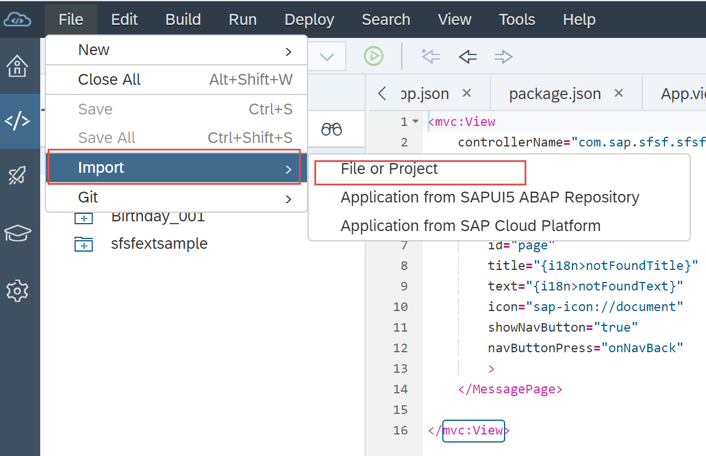 File Edit Build Run Deploy Search View Tools Help
New
Close All Alt+Shift+W
Save Ctrl+S
Save All Ctrl+Shift+S
Import
Git
File or Project
Application from SAPUI5 ABAP Repository
Application from SAP Cloud Platform
Birthday_001
sfsfextsample
op.json × package.json × App.vi
1 <mvc:View
2 controllerName="com.sap.sfsf.sfsf
7 id="page"
8 title="{i18n>notFoundTitle}"
9 text="{i18n>notFoundText}"
10 icon="sap-icon://document"
11 showNavButton="true"
12 navButtonPress="onNavBack"
13 >
14 </MessagePage>
15
16 </mvc:View>